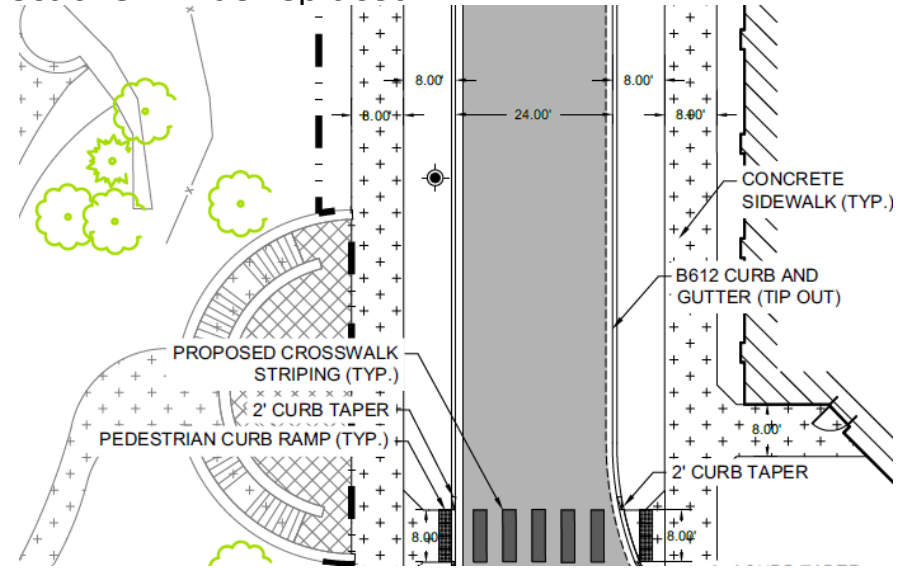 8.00'
8.00'
8.00'
24.00'
8.00'
CONCRETE
SIDEWALK (TYP.)
B612 CURB AND
GUTTER (TIP OUT)
PROPOSED CROSSWALK
STRIPING (TYP.)
2' CURB TAPER
PEDESTRIAN CURB RAMP (TYP.)
8.00'
2' CURB TAPER
8.00'
8.00'